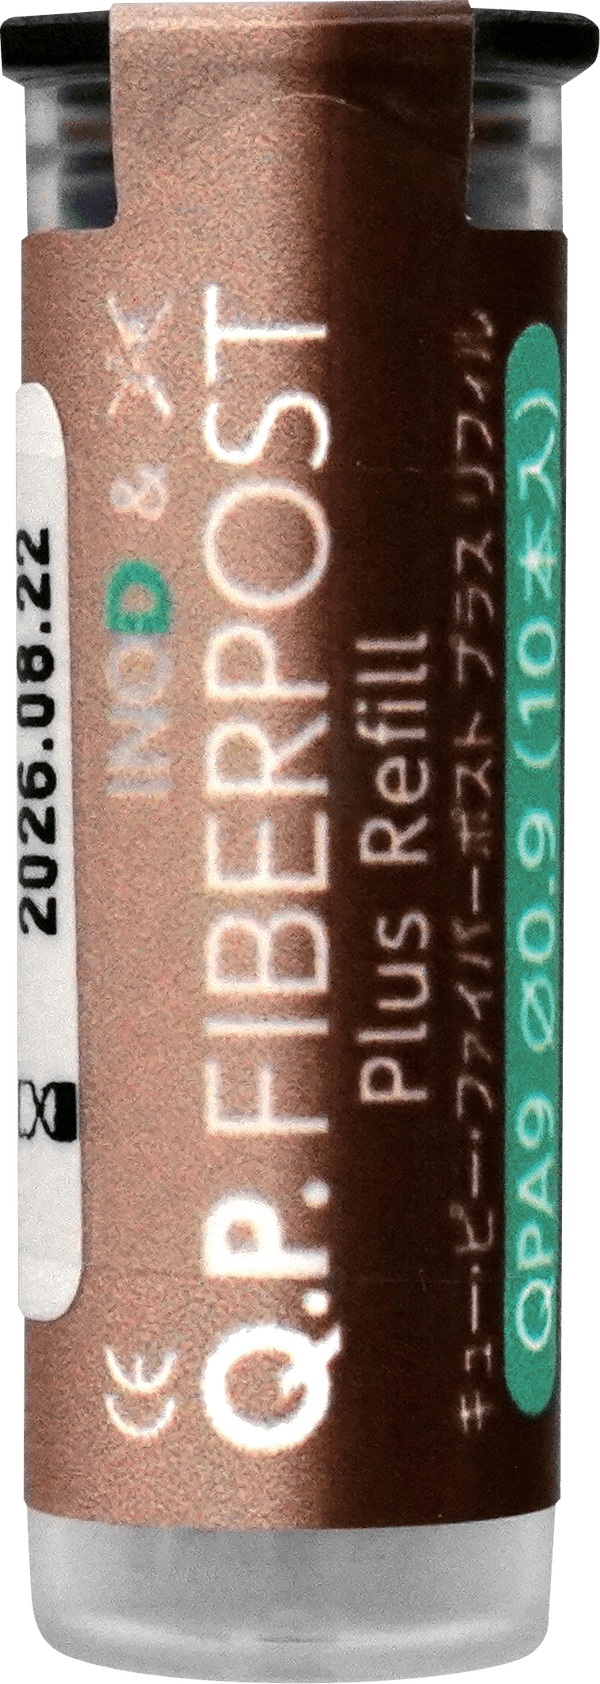 2026.08.22
INOD &
Q.P. FIBERPOST
Plus Refill
キュー・ピー・ファイバーポスト プラス リフィル
QPA9 Ø0.9 (10本入)
CE